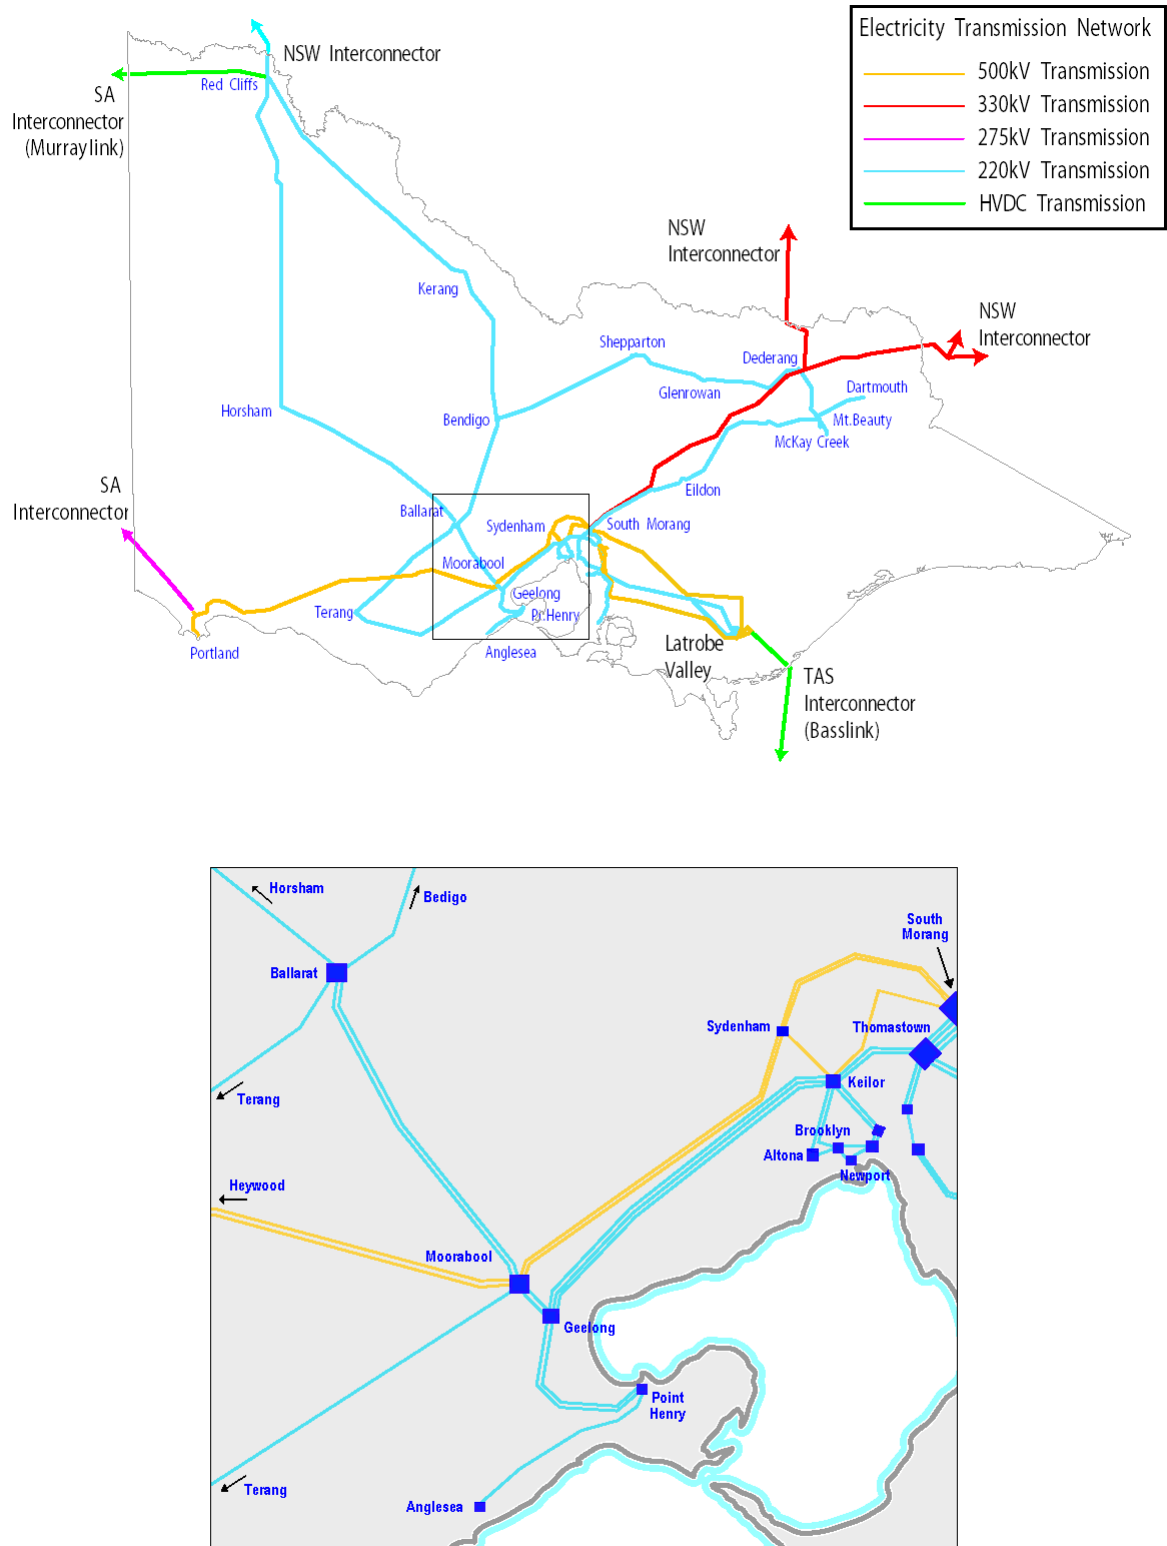 Electricity Transmission Network
500kV Transmission
330kV Transmission
275kV Transmission
220kV Transmission
HVDC Transmission
NSW Interconnector
Red Cliffs
SA
Interconnector
(Murraylink)
NSW
Interconnector
Kerang
NSW
Interconnector
Shepparton
Dederang
Glenrowan
Dartmouth
Horsham
Bendigo
Mt.Beauty
McKay Creek
SA
Interconnector
Eildon
Ballarat
Sydenham
South Morang
Moorabool
Geelong
Terang
Pt.Henry
Portland
Anglesea
Latrobe
Valley
TAS
Interconnector
(Basslink)
Horsham
Bedigo
South
Morang
Ballarat
Sydenham
Thomastown
Keilor
Terang
Brooklyn
Altona
Newport
Heywood
Moorabool
Geelong
Point
Henry
Terang
Anglesea